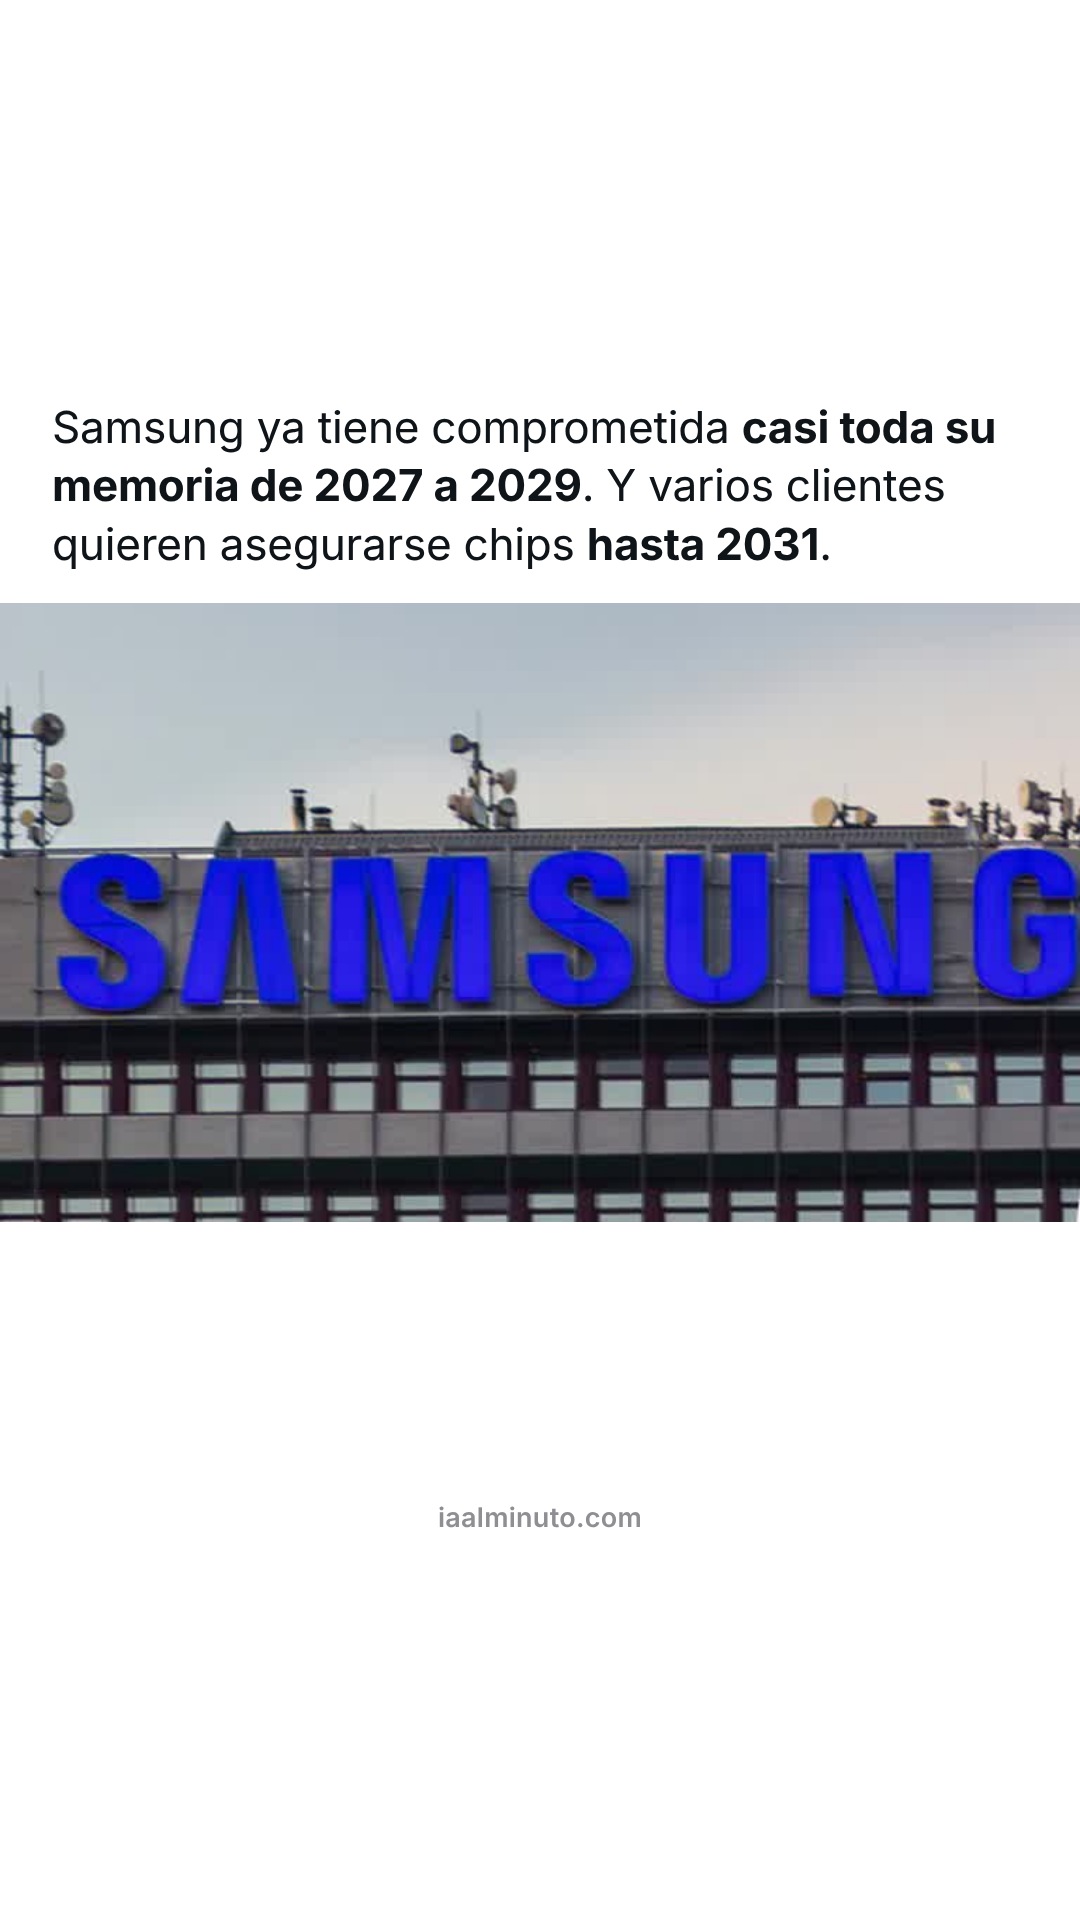 Samsung ya tiene comprometida casi toda su
memoria de 2027 a 2029. Y varios clientes
quieren asegurarse chips hasta 2031.
SAMSUNG
iaalminuto.com